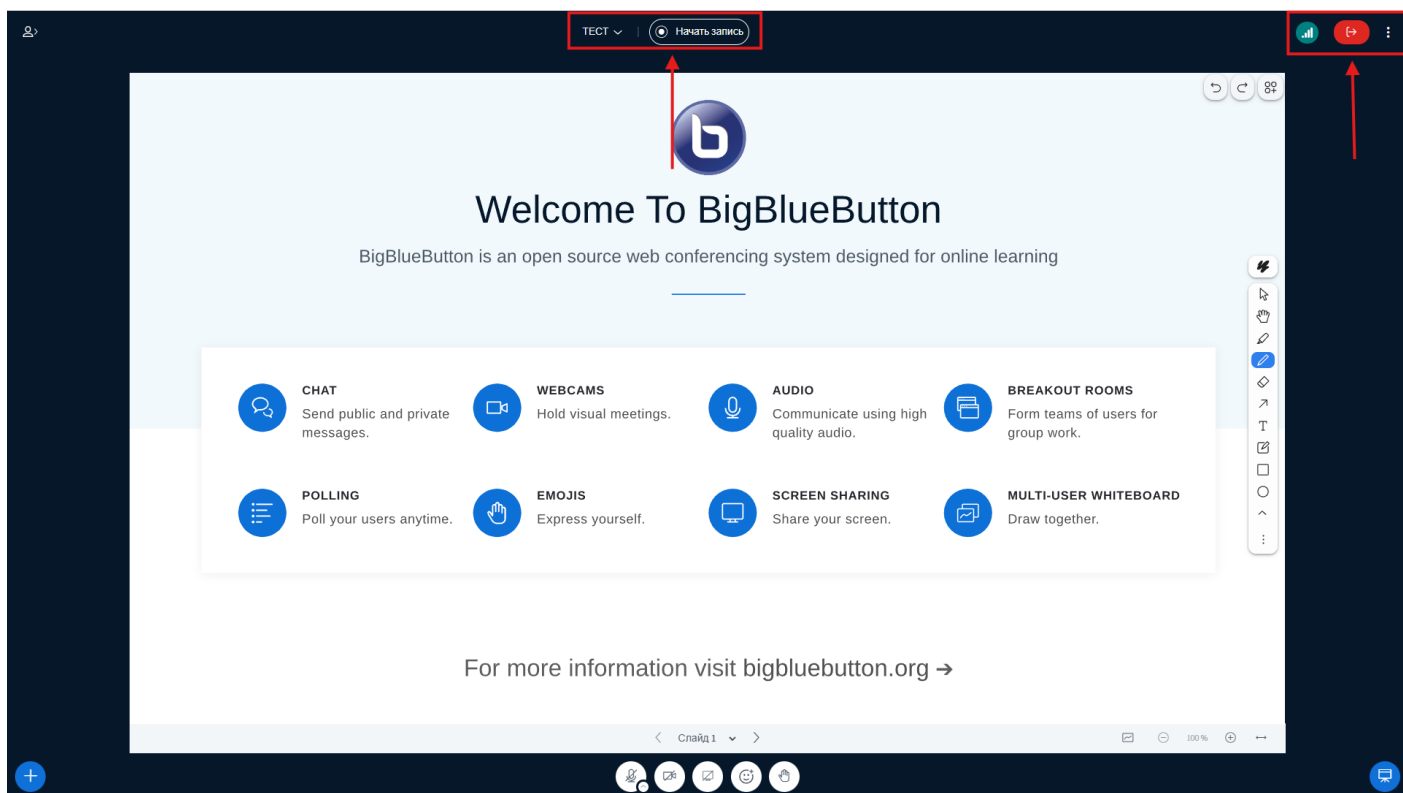 ТЕСТ
Начать запись
Welcome To BigBlueButton
BigBlueButton is an open source web conferencing system designed for online learning
CHAT
Send public and private
messages.
WEBCAMS
Hold visual meetings.
AUDIO
Communicate using high
quality audio.
BREAKOUT ROOMS
Form teams of users for
group work.
POLLING
Poll your users anytime.
EMOJIS
Express yourself.
SCREEN SHARING
Share your screen.
MULTI-USER WHITEBOARD
Draw together.
For more information visit bigbluebutton.org →
Слайд 1
100 %